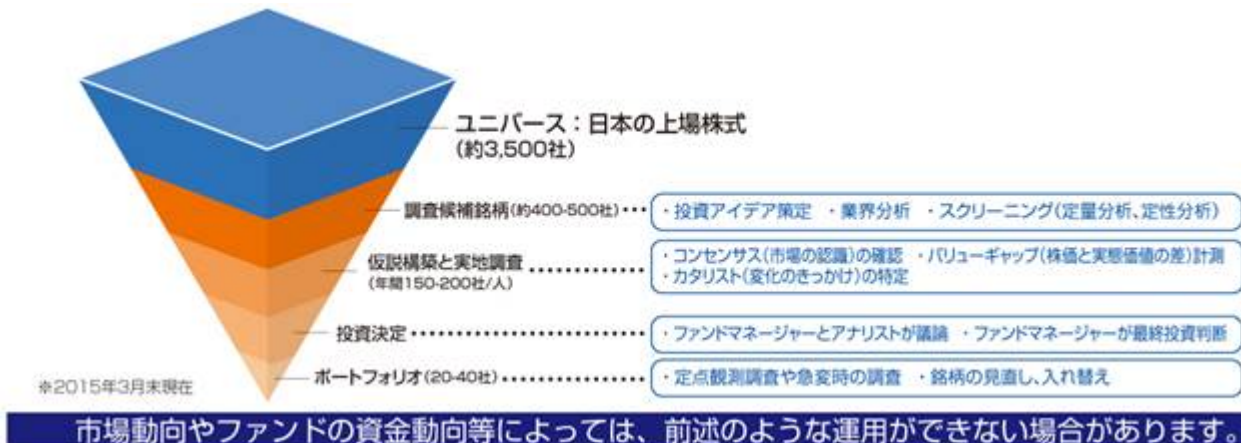 ユニバース：日本の上場株式
(約3,500社)
調査候補銘柄(約400-500社)･･･
・投資アイデア策定 ・業界分析 ・スクリーニング(定量分析、定性分析)
仮説構築と実地調査
(年間150-200社/人)
・コンセンサス(市場の認識)の確認 ・バリューギャップ(株価と実態価値の差)計測
・カタリスト(変化のきっかけ)の特定
投資決定
・ファンドマネージャーとアナリストが議論 ・ファンドマネージャーが最終投資判断
ポートフォリオ(20-40社)
・定点観測調査や急変時の調査 ・銘柄の見直し、入れ替え
※2015年3月末現在
市場動向やファンドの資金動向等によっては、前述のような運用ができない場合があります。